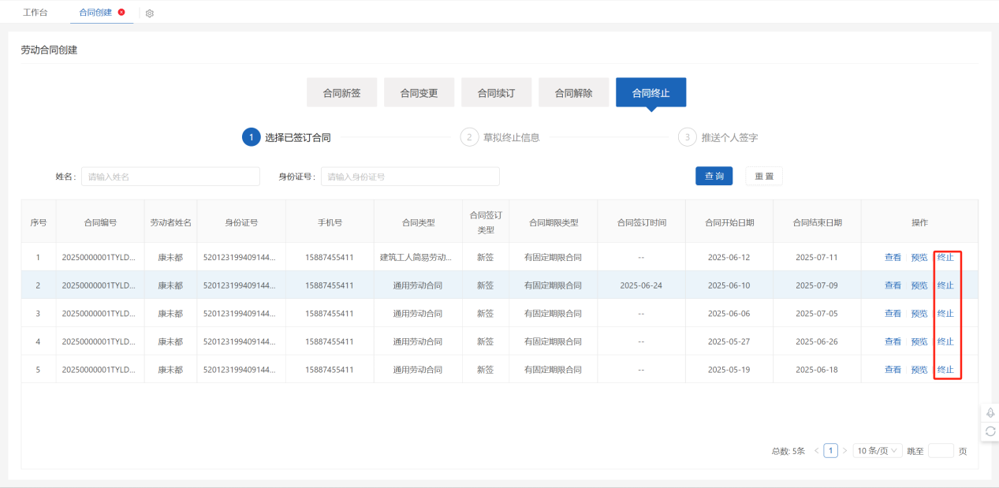 工作台 合同创建
劳动合同创建
合同新签 合同变更 合同续订 合同解除 合同终止
1 选择已签订合同 2 草拟终止信息 3 推送个人签字
姓名: 请输入姓名 身份证号: 请输入身份证号 查 询 重 置
序号 合同编号 劳动者姓名 身份证号 手机号 合同类型 合同签订类型 合同期限类型 合同签订时间 合同开始日期 合同结束日期 操作
1 20250000001TYLD... 康未都 520123199409144... 15887455411 建筑工人简易劳动... 新签 有固定期限合同 -- 2025-06-12 2025-07-11 查看 预览 终止
2 20250000001TYLD... 康未都 520123199409144... 15887455411 通用劳动合同 新签 有固定期限合同 2025-06-24 2025-06-10 2025-07-09 查看 预览 终止
3 20250000001TYLD... 康未都 520123199409144... 15887455411 通用劳动合同 新签 有固定期限合同 -- 2025-06-06 2025-07-05 查看 预览 终止
4 20250000001TYLD... 康未都 520123199409144... 15887455411 通用劳动合同 新签 有固定期限合同 -- 2025-05-27 2025-06-26 查看 预览 终止
5 20250000001TYLD... 康未都 520123199409144... 15887455411 通用劳动合同 新签 有固定期限合同 -- 2025-05-19 2025-06-18 查看 预览 终止
总数: 5条 < 1 > 10 条/页 跳至 页